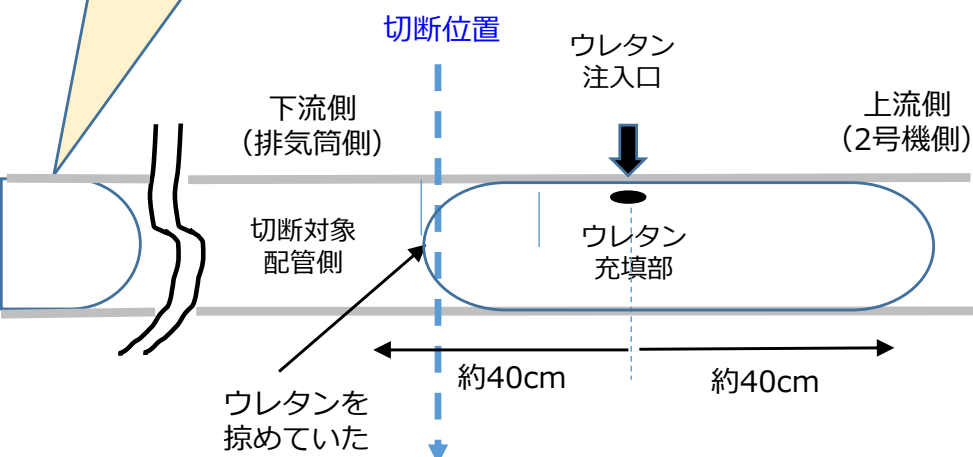 切断位置
ウレタン
注入口
下流側
（排気筒側）
上流側
（2号機側）
切断対象
配管側
ウレタン
充填部
約40cm
約40cm
ウレタンを
掠めていた